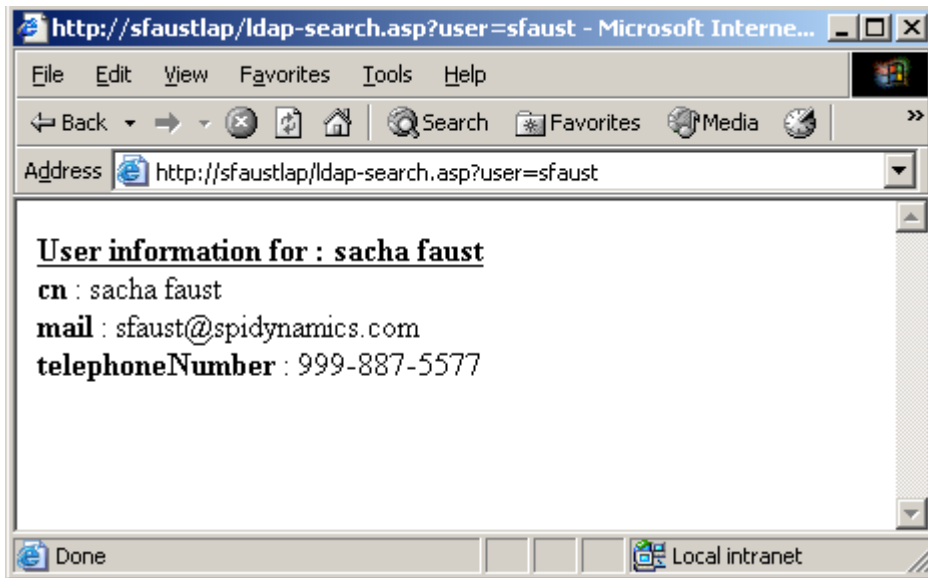 http://sfaustlap/ldap-search.asp?user=sfaust - Microsoft Interne...
File Edit View Favorites Tools Help
Back Search Favorites Media »
Address http://sfaustlap/ldap-search.asp?user=sfaust
User information for : sacha faust
cn : sacha faust
mail : sfaust@spidynamics.com
telephoneNumber : 999-887-5577
Done Local intranet